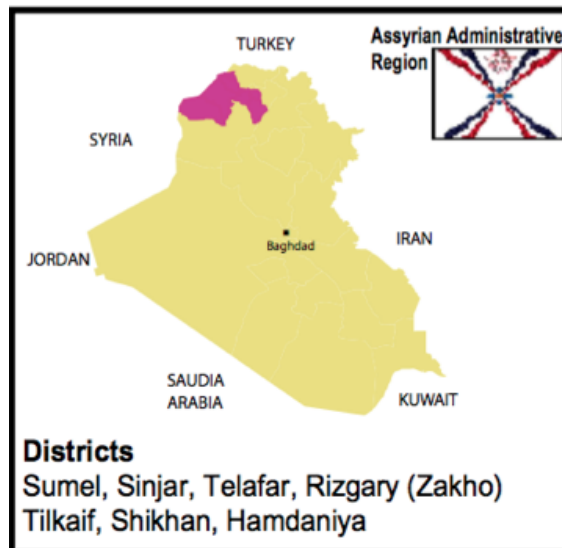 TURKEY
Assyrian Administrative
Region
SYRIA
IRAN
Baghdad
JORDAN
SAUDIA
ARABIA
KUWAIT
Districts
Sumel, Sinjar, Telafar, Rizgary (Zakho)
Tilkaif, Shikhan, Hamdaniya